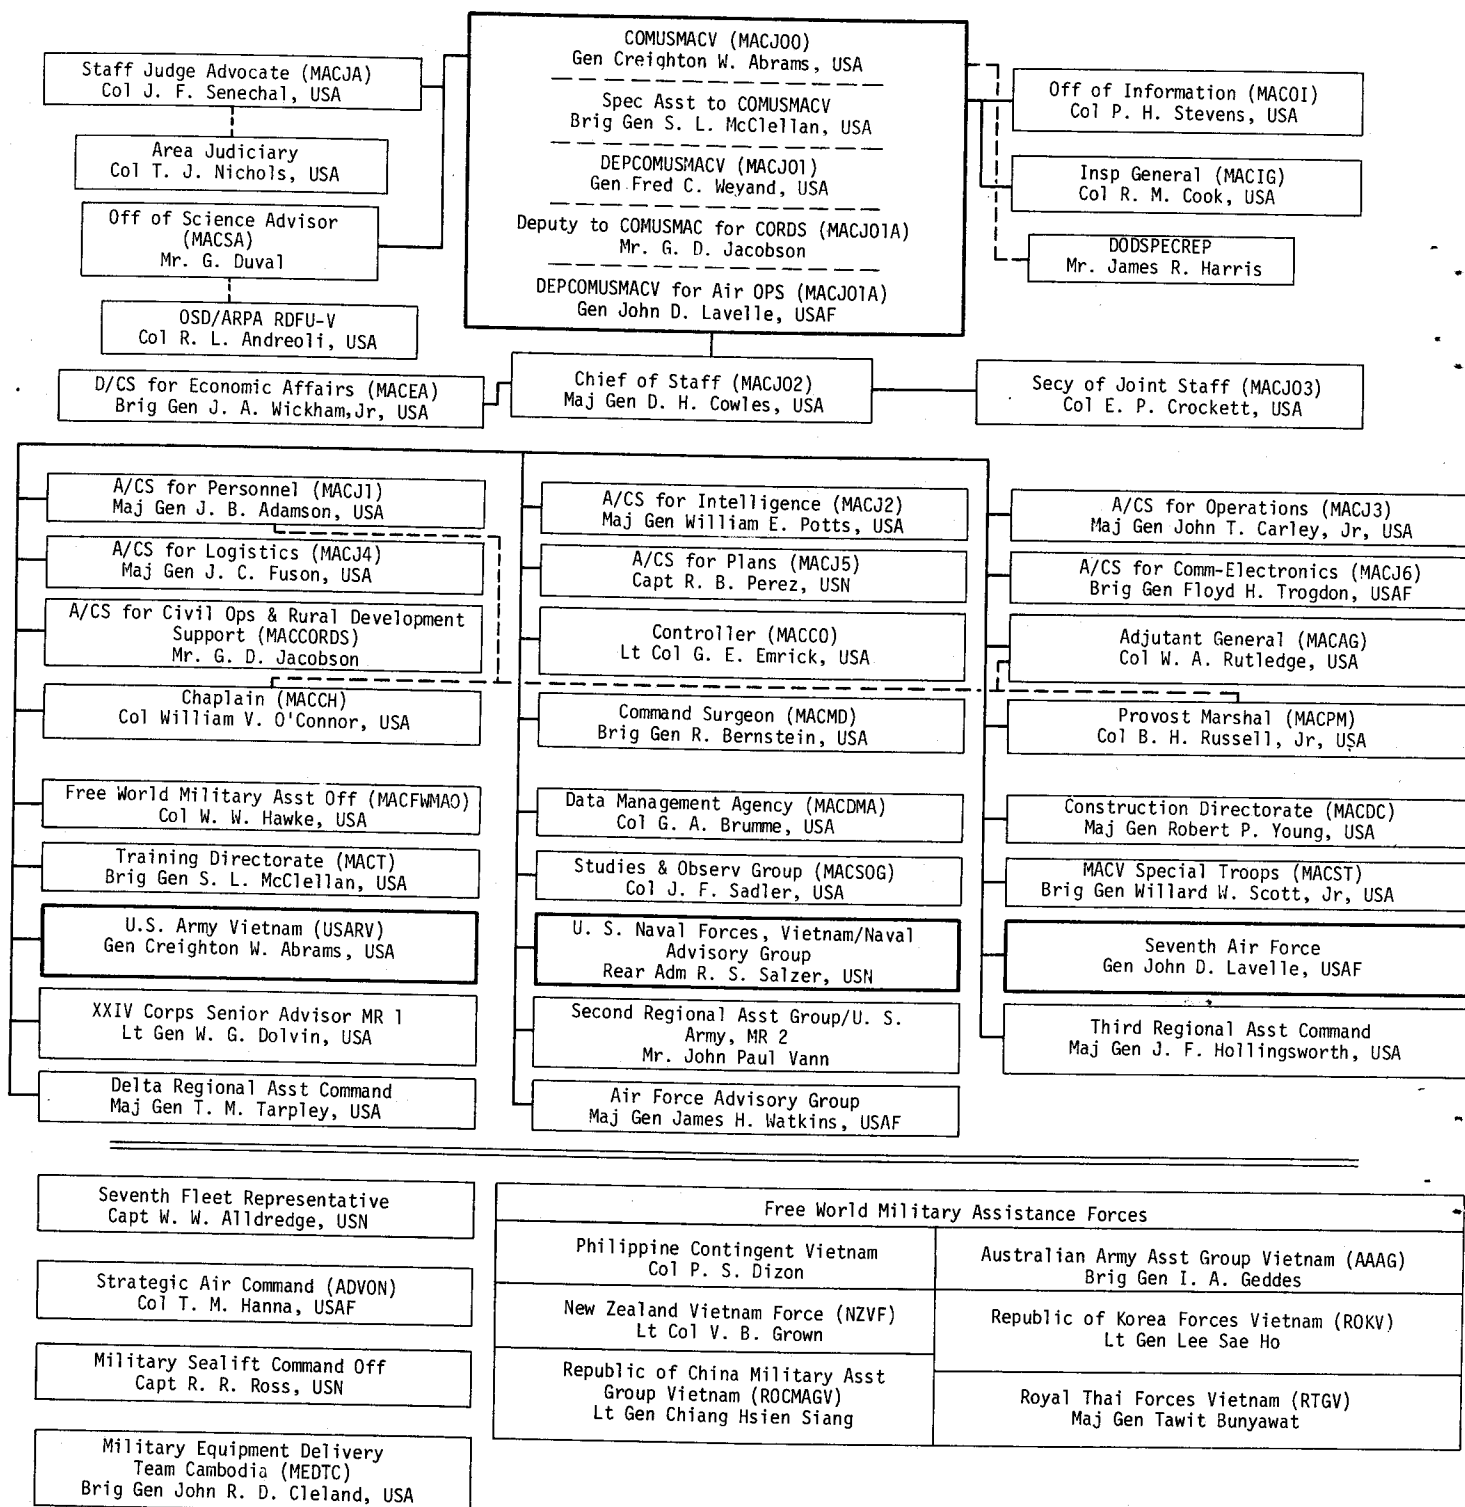 COMUSMACV (MACJ00)
Gen Creighton W. Abrams, USA
Spec Asst to COMUSMACV
Brig Gen S. L. McClellan, USA
DEPCOMUSMACV (MACJ01)
Gen Fred C. Weyand, USA
Deputy to COMUSMAC for CORDS (MACJ01A)
Mr. G. D. Jacobson
DEPCOMUSMACV for Air OPS (MACJ01A)
Gen John D. Lavelle, USAF
Staff Judge Advocate (MACJA)
Col J. F. Senechal, USA
Area Judiciary
Col T. J. Nichols, USA
Off of Science Advisor
(MACSA)
Mr. G. Duval
OSD/ARPA RDFU-V
Col R. L. Andreoli, USA
Off of Information (MACOI)
Col P. H. Stevens, USA
Insp General (MACIG)
Col R. M. Cook, USA
DODSPECREP
Mr. James R. Harris
D/CS for Economic Affairs (MACEA)
Brig Gen J. A. Wickham,Jr, USA
Chief of Staff (MACJ02)
Maj Gen D. H. Cowles, USA
Secy of Joint Staff (MACJ03)
Col E. P. Crockett, USA
A/CS for Personnel (MACJ1)
Maj Gen J. B. Adamson, USA
A/CS for Intelligence (MACJ2)
Maj Gen William E. Potts, USA
A/CS for Operations (MACJ3)
Maj Gen John T. Carley, Jr, USA
A/CS for Logistics (MACJ4)
Maj Gen J. C. Fuson, USA
A/CS for Plans (MACJ5)
Capt R. B. Perez, USN
A/CS for Comm-Electronics (MACJ6)
Brig Gen Floyd H. Trogdon, USAF
A/CS for Civil Ops & Rural Development
Support (MACCORDS)
Mr. G. D. Jacobson
Controller (MACCO)
Lt Col G. E. Emrick, USA
Adjutant General (MACAG)
Col W. A. Rutledge, USA
Chaplain (MACCH)
Col William V. O'Connor, USA
Command Surgeon (MACMD)
Brig Gen R. Bernstein, USA
Provost Marshal (MACPM)
Col B. H. Russell, Jr, USA
Free World Military Asst Off (MACFWMAO)
Col W. W. Hawke, USA
Data Management Agency (MACDMA)
Col G. A. Brumme, USA
Construction Directorate (MACDC)
Maj Gen Robert P. Young, USA
Training Directorate (MACT)
Brig Gen S. L. McClellan, USA
Studies & Observ Group (MACSOG)
Col J. F. Sadler, USA
MACV Special Troops (MACST)
Brig Gen Willard W. Scott, Jr, USA
U.S. Army Vietnam (USARV)
Gen Creighton W. Abrams, USA
U. S. Naval Forces, Vietnam/Naval
Advisory Group
Rear Adm R. S. Salzer, USN
Seventh Air Force
Gen John D. Lavelle, USAF
XXIV Corps Senior Advisor MR 1
Lt Gen W. G. Dolvin, USA
Second Regional Asst Group/U. S.
Army, MR 2
Mr. John Paul Vann
Third Regional Asst Command
Maj Gen J. F. Hollingsworth, USA
Delta Regional Asst Command
Maj Gen T. M. Tarpley, USA
Air Force Advisory Group
Maj Gen James H. Watkins, USAF
Seventh Fleet Representative
Capt W. W. Alldredge, USN
Strategic Air Command (ADVON)
Col T. M. Hanna, USAF
Military Sealift Command Off
Capt R. R. Ross, USN
Military Equipment Delivery
Team Cambodia (MEDTC)
Brig Gen John R. D. Cleland, USA
Free World Military Assistance Forces
Philippine Contingent Vietnam
Col P. S. Dizon
Australian Army Asst Group Vietnam (AAAG)
Brig Gen I. A. Geddes
New Zealand Vietnam Force (NZVF)
Lt Col V. B. Grown
Republic of Korea Forces Vietnam (ROKV)
Lt Gen Lee Sae Ho
Republic of China Military Asst
Group Vietnam (ROCMAGV)
Lt Gen Chiang Hsien Siang
Royal Thai Forces Vietnam (RTGV)
Maj Gen Tawit Bunyawat